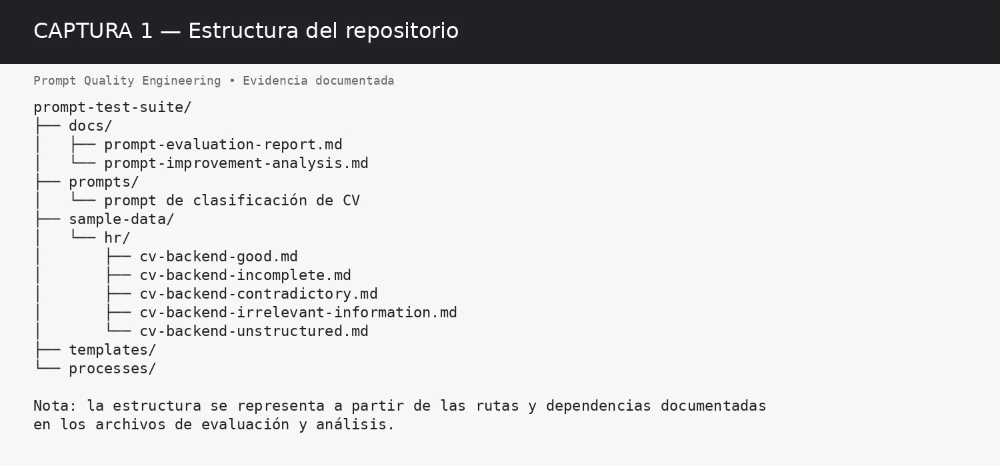 CAPTURA 1 — Estructura del repositorio
Prompt Quality Engineering • Evidencia documentada
prompt-test-suite/
├── docs/
│   ├── prompt-evaluation-report.md
│   └── prompt-improvement-analysis.md
├── prompts/
│   └── prompt de clasificación de CV
├── sample-data/
│   └── hr/
│       ├── cv-backend-good.md
│       ├── cv-backend-incomplete.md
│       ├── cv-backend-contradictory.md
│       ├── cv-backend-irrelevant-information.md
│       └── cv-backend-unstructured.md
├── templates/
└── processes/
Nota: la estructura se representa a partir de las rutas y dependencias documentadas
en los archivos de evaluación y análisis.